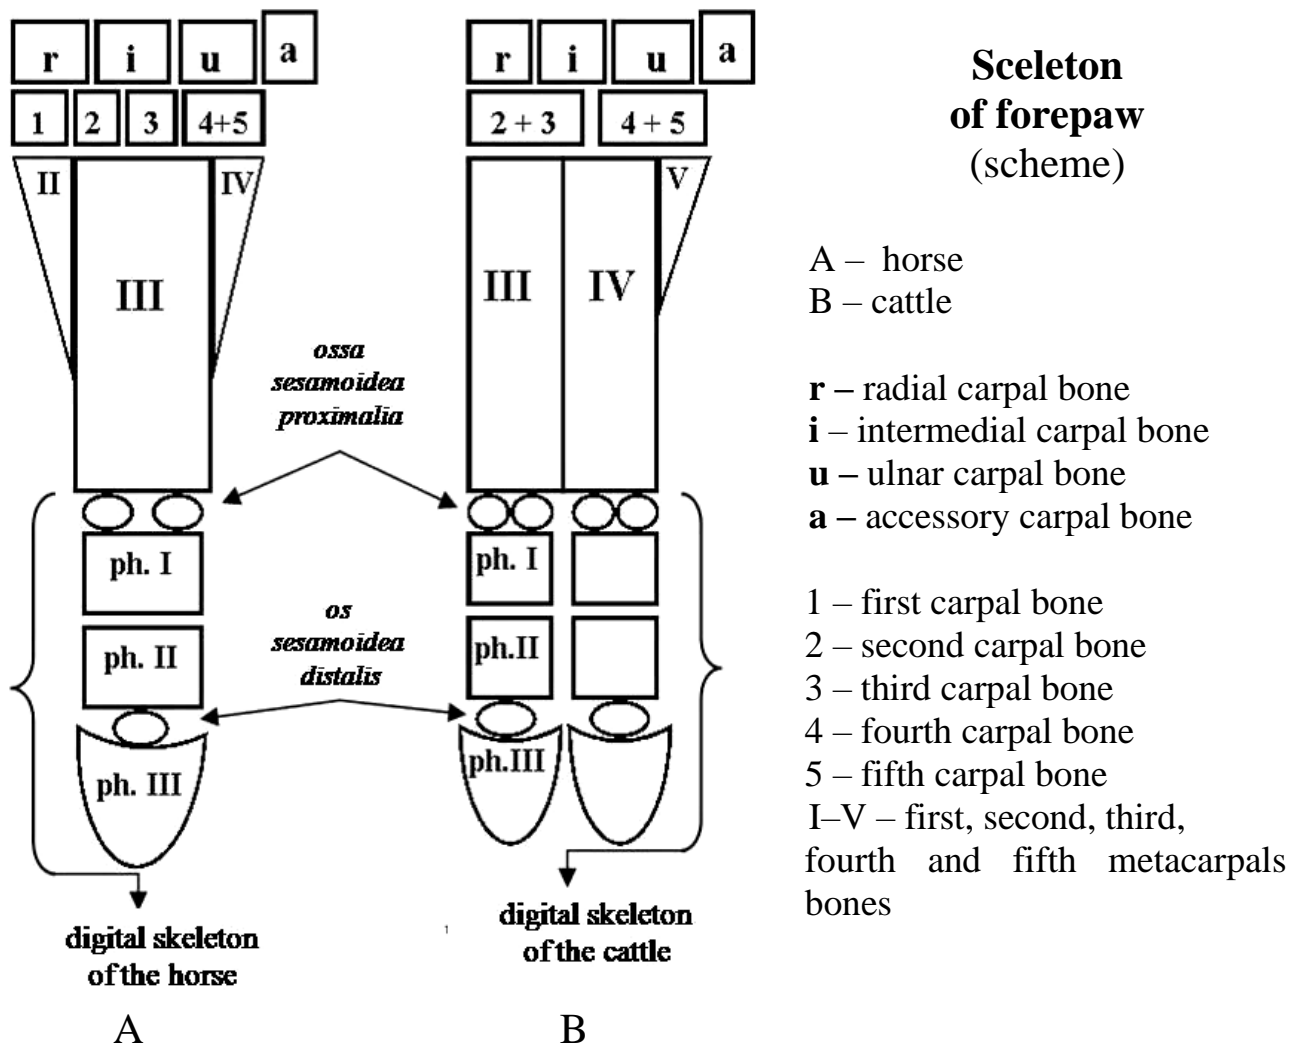 r i u a
1 2 3 4+5
II III IV
r i u a
2 + 3 4 + 5
III IV V
ossa
sesamoidea
proximalia
ph. I
ph. II
ph. III
os
sesamoidea
distalis
ph. I
ph.II
ph.III
digital skeleton
of the horse
A
1
digital skeleton
of the cattle
B
Sceleton
of forepaw
(scheme)
A – horse
B – cattle
r – radial carpal bone
i – intermedial carpal bone
u – ulnar carpal bone
a – accessory carpal bone
1 – first carpal bone
2 – second carpal bone
3 – third carpal bone
4 – fourth carpal bone
5 – fifth carpal bone
I–V – first, second, third,
fourth and fifth metacarpals
bones